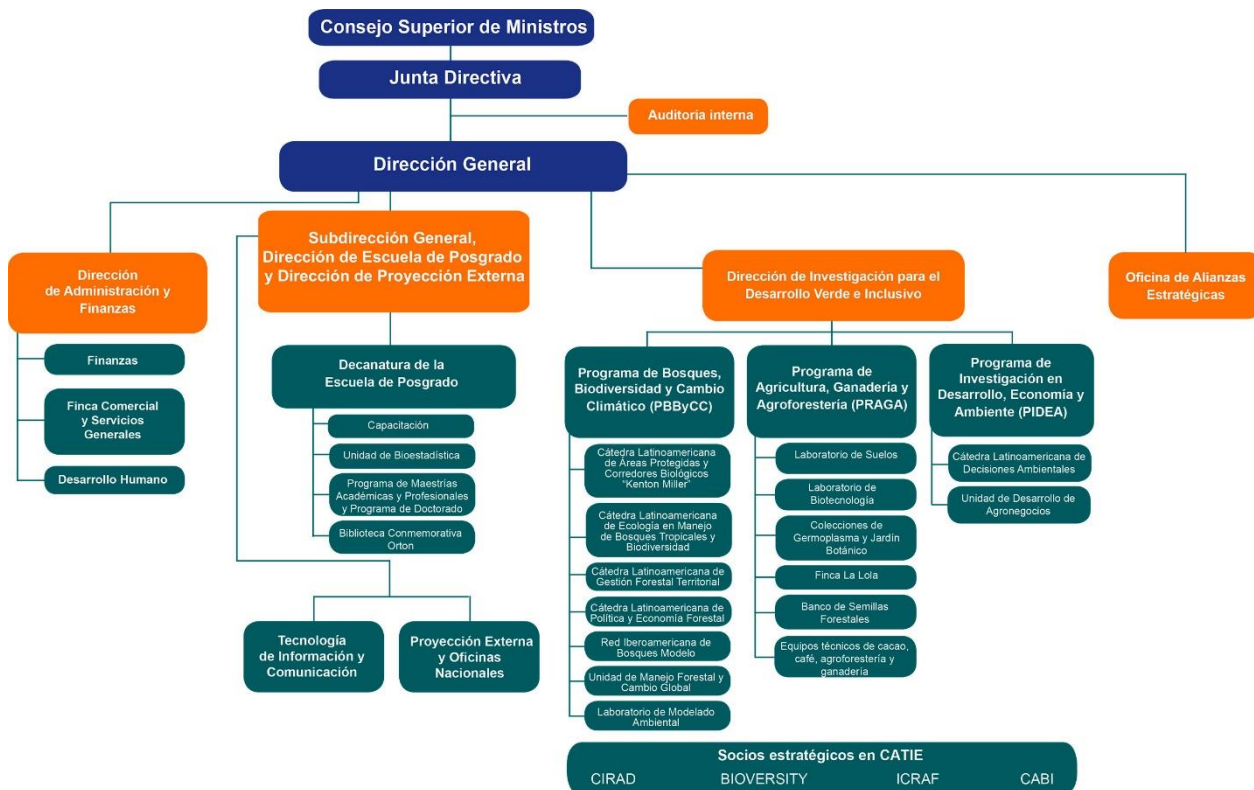 Consejo Superior de Ministros
Junta Directiva
Auditoría interna
Dirección General
Dirección
de Administración y
Finanzas
Finanzas
Finca Comercial
y Servicios
Generales
Desarrollo Humano
Subdirección General,
Dirección de Escuela de Posgrado
y Dirección de Proyección Externa
Decanatura de la
Escuela de Posgrado
Capacitación
Unidad de Bioestadística
Programa de Maestrías
Académicas y Profesionales
y Programa de Doctorado
Biblioteca Conmemorativa
Orton
Tecnología
de Información y
Comunicación
Proyección Externa
y Oficinas
Nacionales
Dirección de Investigación para el
Desarrollo Verde e Inclusivo
Programa de Bosques,
Biodiversidad y Cambio
Climático (PBByCC)
Cátedra Latinoamericana
de Áreas Protegidas y
Corredores Biológicos
“Kenton Miller”
Cátedra Latinoamericana
de Ecología en Manejo
de Bosques Tropicales y
Biodiversidad
Cátedra Latinoamericana de
Gestión Forestal Territorial
Cátedra Latinoamericana de
Política y Economía Forestal
Red Iberoamericana de
Bosques Modelo
Unidad de Manejo Forestal y
Cambio Global
Laboratorio de Modelado
Ambiental
Programa de
Agricultura, Ganadería y
Agroforestería (PRAGA)
Laboratorio de Suelos
Laboratorio de
Biotecnología
Colecciones de
Germoplasma y Jardín
Botánico
Finca La Lola
Banco de Semillas
Forestales
Equipos técnicos de cacao,
café, agroforestería y
ganadería
Programa de
Investigación en
Desarrollo, Economía y
Ambiente (PIDEA)
Cátedra Latinoamericana de
Decisiones Ambientales
Unidad de Desarrollo de
Agronegocios
Oficina de Alianzas
Estratégicas
Socios estratégicos en CATIE
CIRAD BIOVERSITY ICRAF CABI